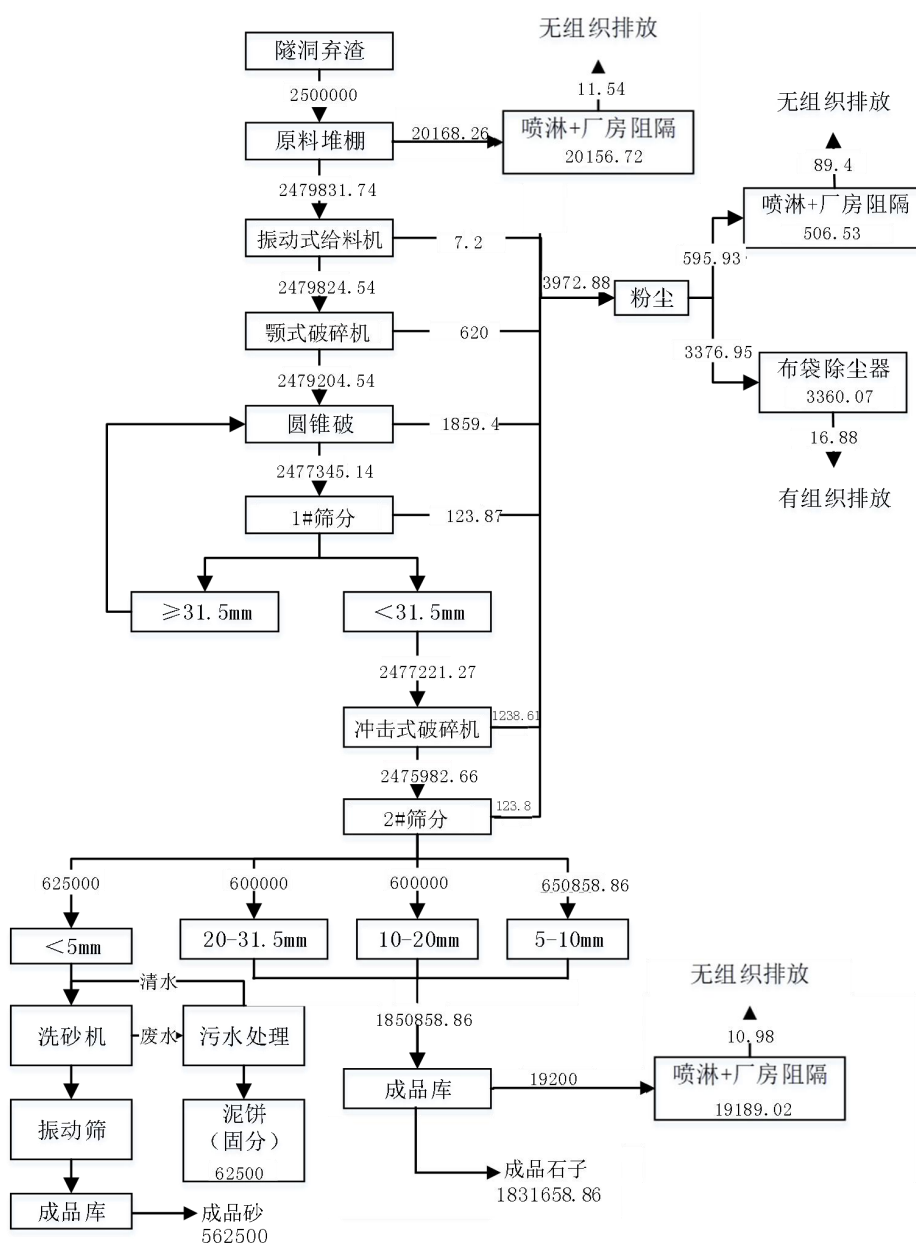 无组织排放
隧洞弃渣
11.54
2500000
无组织排放
原料堆棚
20168.26
喷淋+厂房阻隔
20156.72
89.4
2479831.74
喷淋+厂房阻隔
506.53
振动式给料机
7.2
595.93
3972.88
粉尘
2479824.54
颚式破碎机
620
3376.95
布袋除尘器
3360.07
2479204.54
圆锥破
1859.4
16.88
2477345.14
有组织排放
1#筛分
123.87
≥31.5mm
<31.5mm
2477221.27
冲击式破碎机
1238.61
2475982.66
2#筛分
123.8
625000
600000
600000
650858.86
<5mm
20-31.5mm
10-20mm
5-10mm
清水
无组织排放
洗砂机
废水
污水处理
1850858.86
10.98
成品库
19200
喷淋+厂房阻隔
19189.02
振动筛
泥饼
(固分)
62500
成品石子
1831658.86
成品库
成品砂
562500